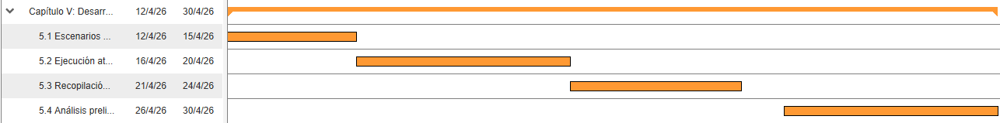 Capítulo V: Desarr... 12/4/26 30/4/26
5.1 Escenarios ... 12/4/26 15/4/26
5.2 Ejecución at... 16/4/26 20/4/26
5.3 Recopilació... 21/4/26 24/4/26
5.4 Análisis preli... 26/4/26 30/4/26